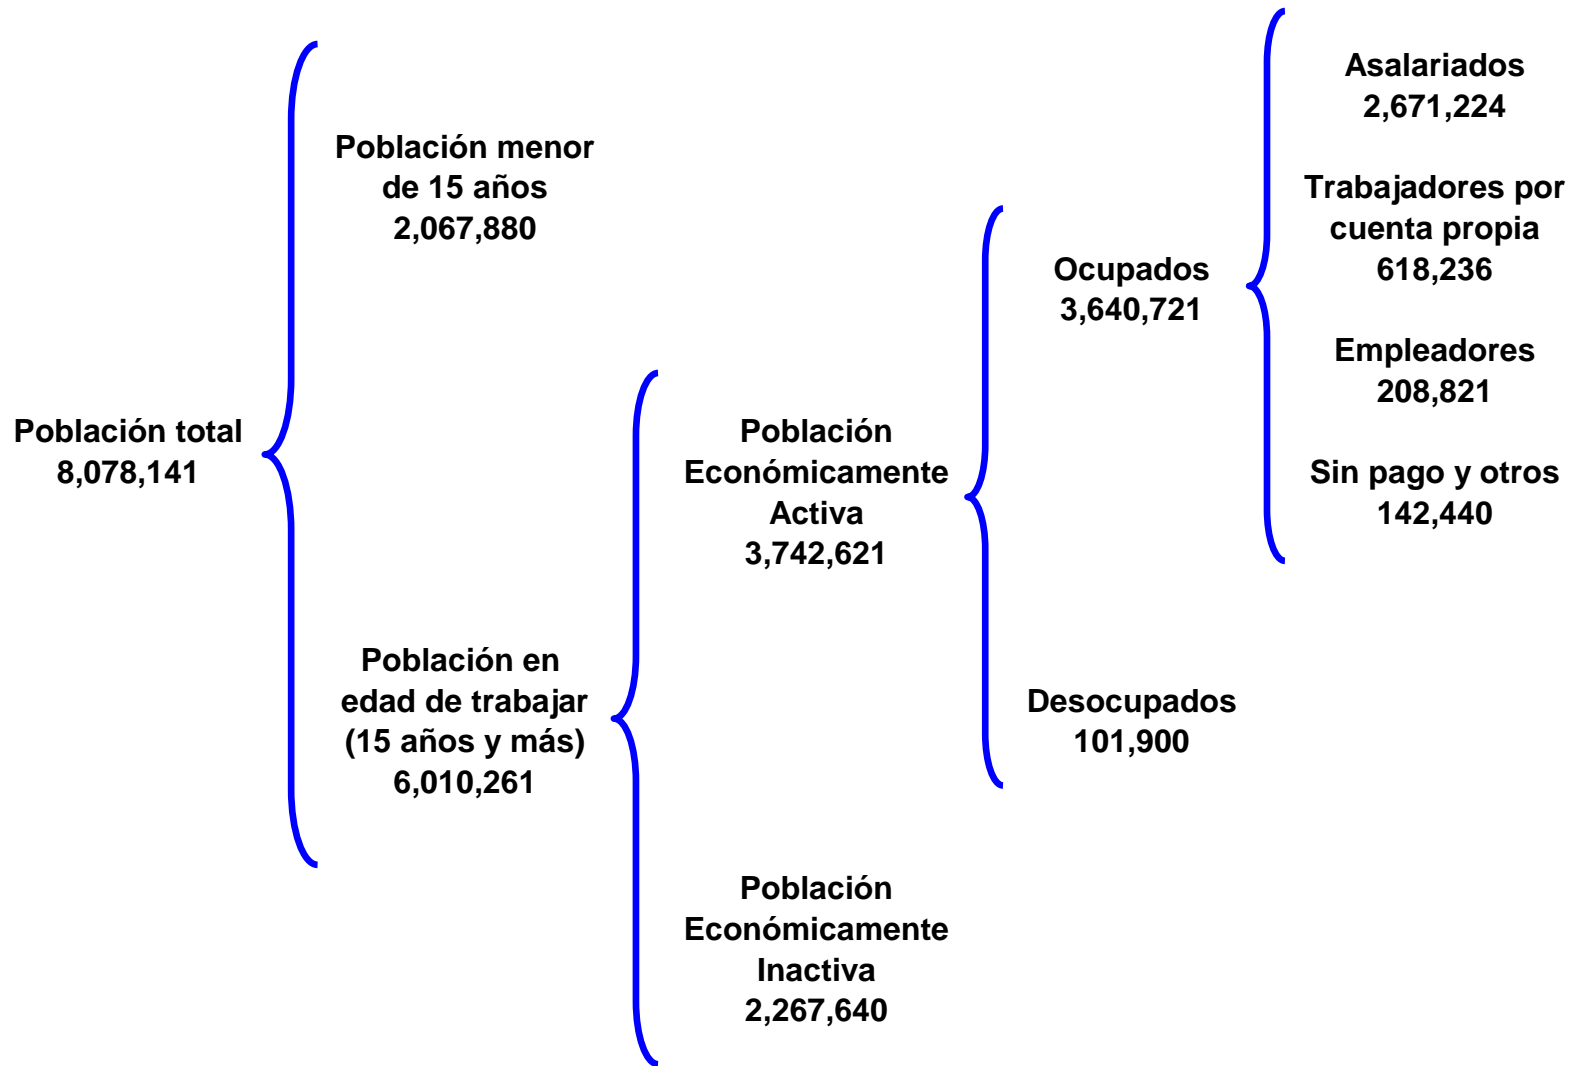 Población total
8,078,141
Población menor
de 15 años
2,067,880
Población en
edad de trabajar
(15 años y más)
6,010,261
Población
Económicamente
Activa
3,742,621
Población
Económicamente
Inactiva
2,267,640
Ocupados
3,640,721
Desocupados
101,900
Asalariados
2,671,224
Trabajadores por
cuenta propia
618,236
Empleadores
208,821
Sin pago y otros
142,440